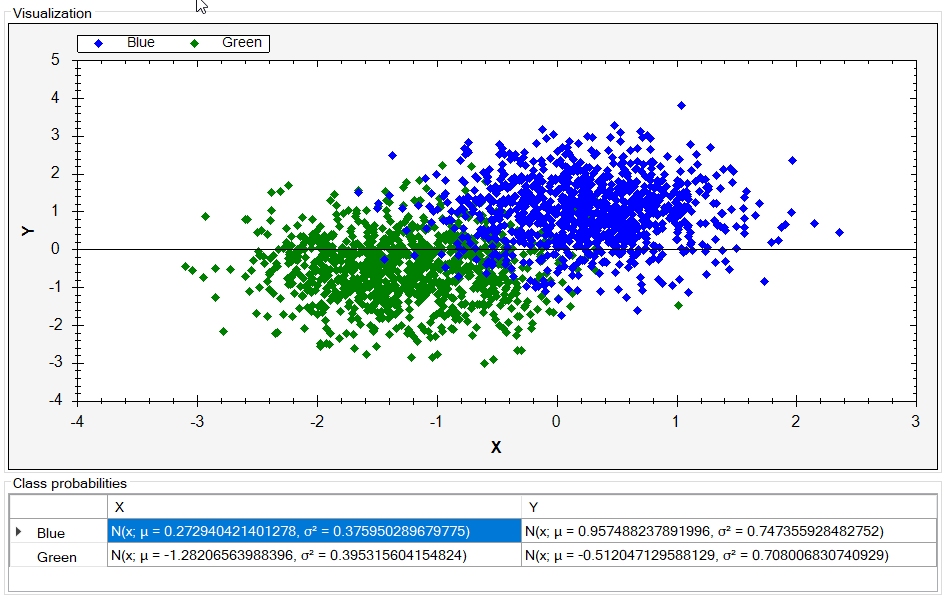 Visualization
Blue Green
5
4
3
2
1
0
-1
-2
-3
-4
Y
-4 -3 -2 -1 0 1 2 3
X
Class probabilities
X Y
Blue N(x; μ = 0.272940421401278, σ² = 0.375950289679775) N(x; μ = 0.957488237891996, σ² = 0.747355928482752)
Green N(x; μ = -1.28206563988396, σ² = 0.395315604154824) N(x; μ = -0.512047129588129, σ² = 0.708006830740929)